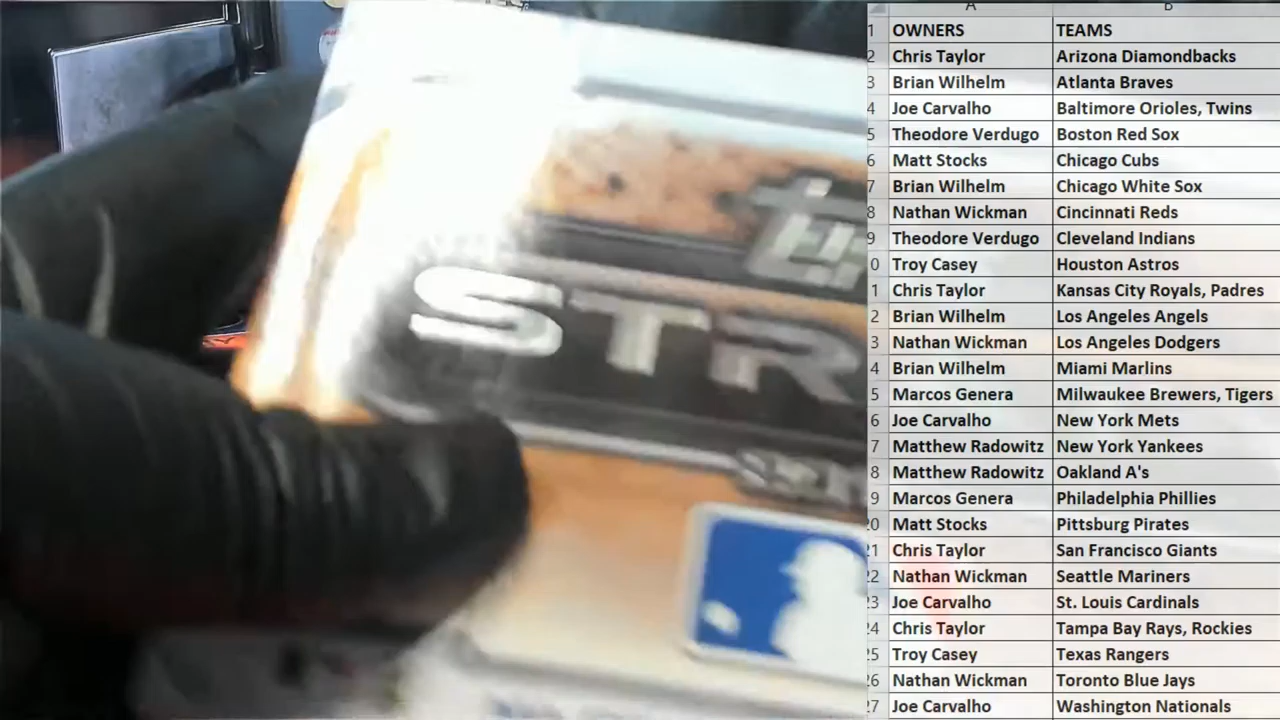 A B
1 OWNERS TEAMS
2 Chris Taylor Arizona Diamondbacks
3 Brian Wilhelm Atlanta Braves
4 Joe Carvalho Baltimore Orioles, Twins
5 Theodore Verdugo Boston Red Sox
6 Matt Stocks Chicago Cubs
7 Brian Wilhelm Chicago White Sox
8 Nathan Wickman Cincinnati Reds
9 Theodore Verdugo Cleveland Indians
0 Troy Casey Houston Astros
1 Chris Taylor Kansas City Royals, Padres
2 Brian Wilhelm Los Angeles Angels
3 Nathan Wickman Los Angeles Dodgers
4 Brian Wilhelm Miami Marlins
5 Marcos Genera Milwaukee Brewers, Tigers
6 Joe Carvalho New York Mets
7 Matthew Radowitz New York Yankees
8 Matthew Radowitz Oakland A's
9 Marcos Genera Philadelphia Phillies
20 Matt Stocks Pittsburg Pirates
21 Chris Taylor San Francisco Giants
22 Nathan Wickman Seattle Mariners
23 Joe Carvalho St. Louis Cardinals
24 Chris Taylor Tampa Bay Rays, Rockies
25 Troy Casey Texas Rangers
26 Nathan Wickman Toronto Blue Jays
27 Joe Carvalho Washington Nationals
STR